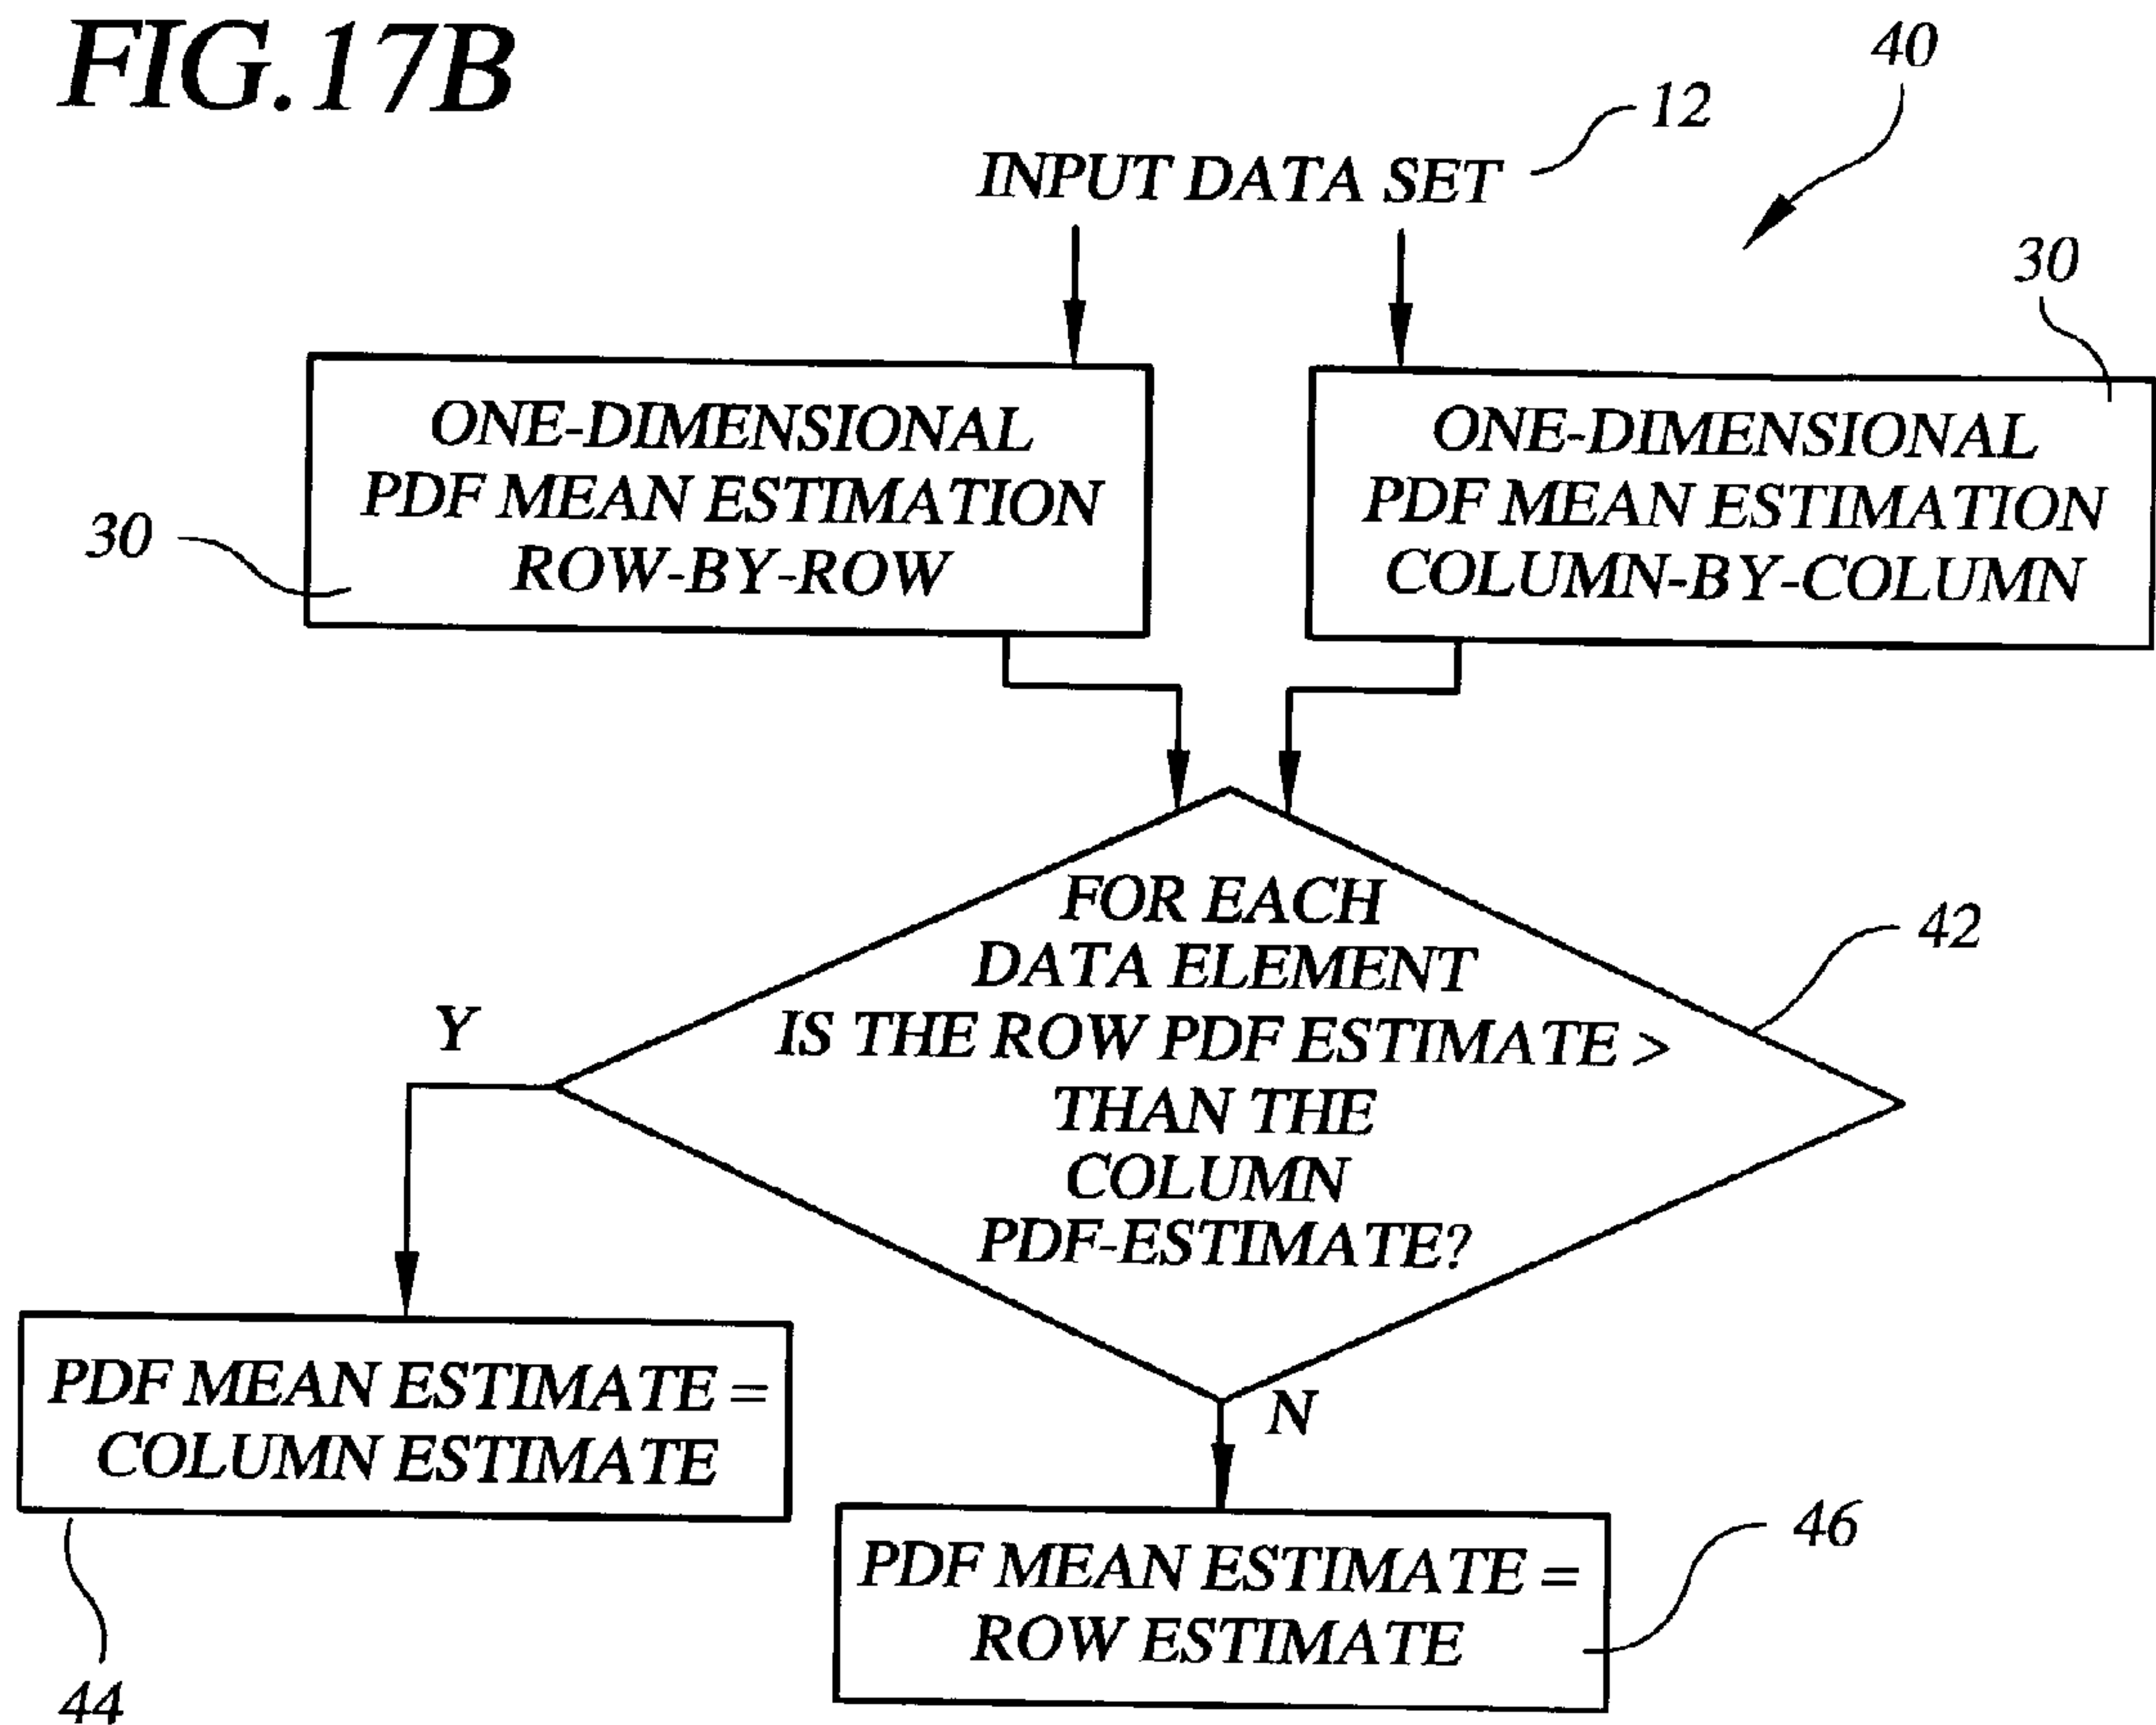 FIG.17B
40
12
INPUT DATA SET
30
ONE-DIMENSIONAL
PDF MEAN ESTIMATION
ROW-BY-ROW
30
ONE-DIMENSIONAL
PDF MEAN ESTIMATION
COLUMN-BY-COLUMN
FOR EACH
DATA ELEMENT
IS THE ROW PDF ESTIMATE >
THAN THE
COLUMN
PDF-ESTIMATE?
42
Y
N
PDF MEAN ESTIMATE =
COLUMN ESTIMATE
44
PDF MEAN ESTIMATE =
ROW ESTIMATE
46